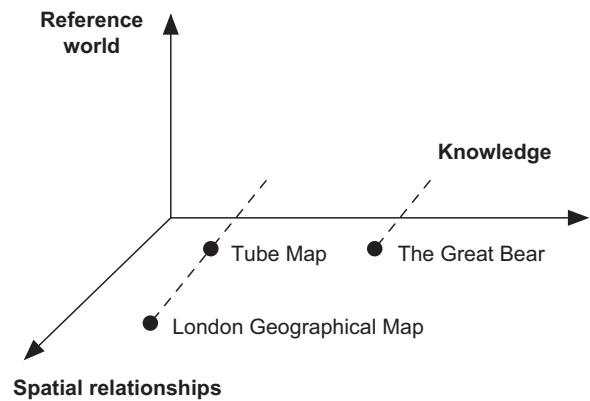 Reference
world
Knowledge
Tube Map
The Great Bear
London Geographical Map
Spatial relationships